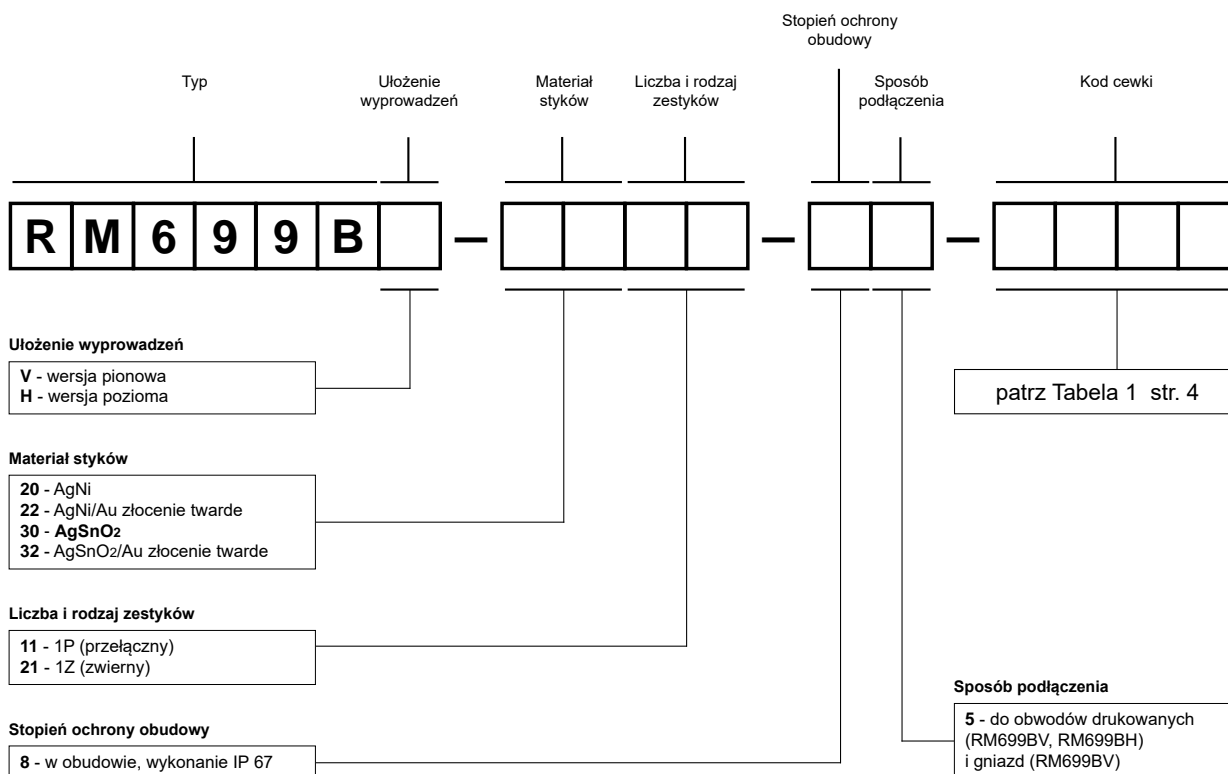 Stopień ochrony
obudowy
Typ
Ułożenie
wyprowadzeń
Materiał
styków
Liczba i rodzaj
zestyków
Sposób
podłączenia
Kod cewki
R M 6 9 9 B — — —
Ułożenie wyprowadzeń
V - wersja pionowa
H - wersja pozioma
patrz Tabela 1 str. 4
Materiał styków
20 - AgNi
22 - AgNi/Au złocenie twarde
30 - AgSnO2
32 - AgSnO2/Au złocenie twarde
Liczba i rodzaj zestyków
11 - 1P (przełączny)
21 - 1Z (zwierny)
Sposób podłączenia
5 - do obwodów drukowanych
(RM699BV, RM699BH)
i gniazd (RM699BV)
Stopień ochrony obudowy
8 - w obudowie, wykonanie IP 67